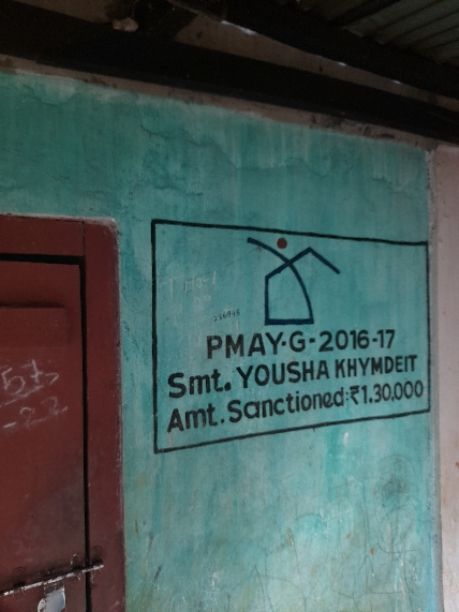 PMAY-G-2016-17
Smt. YOUSHA KHYMDEIT
Amt. Sanctioned:₹1.30,000